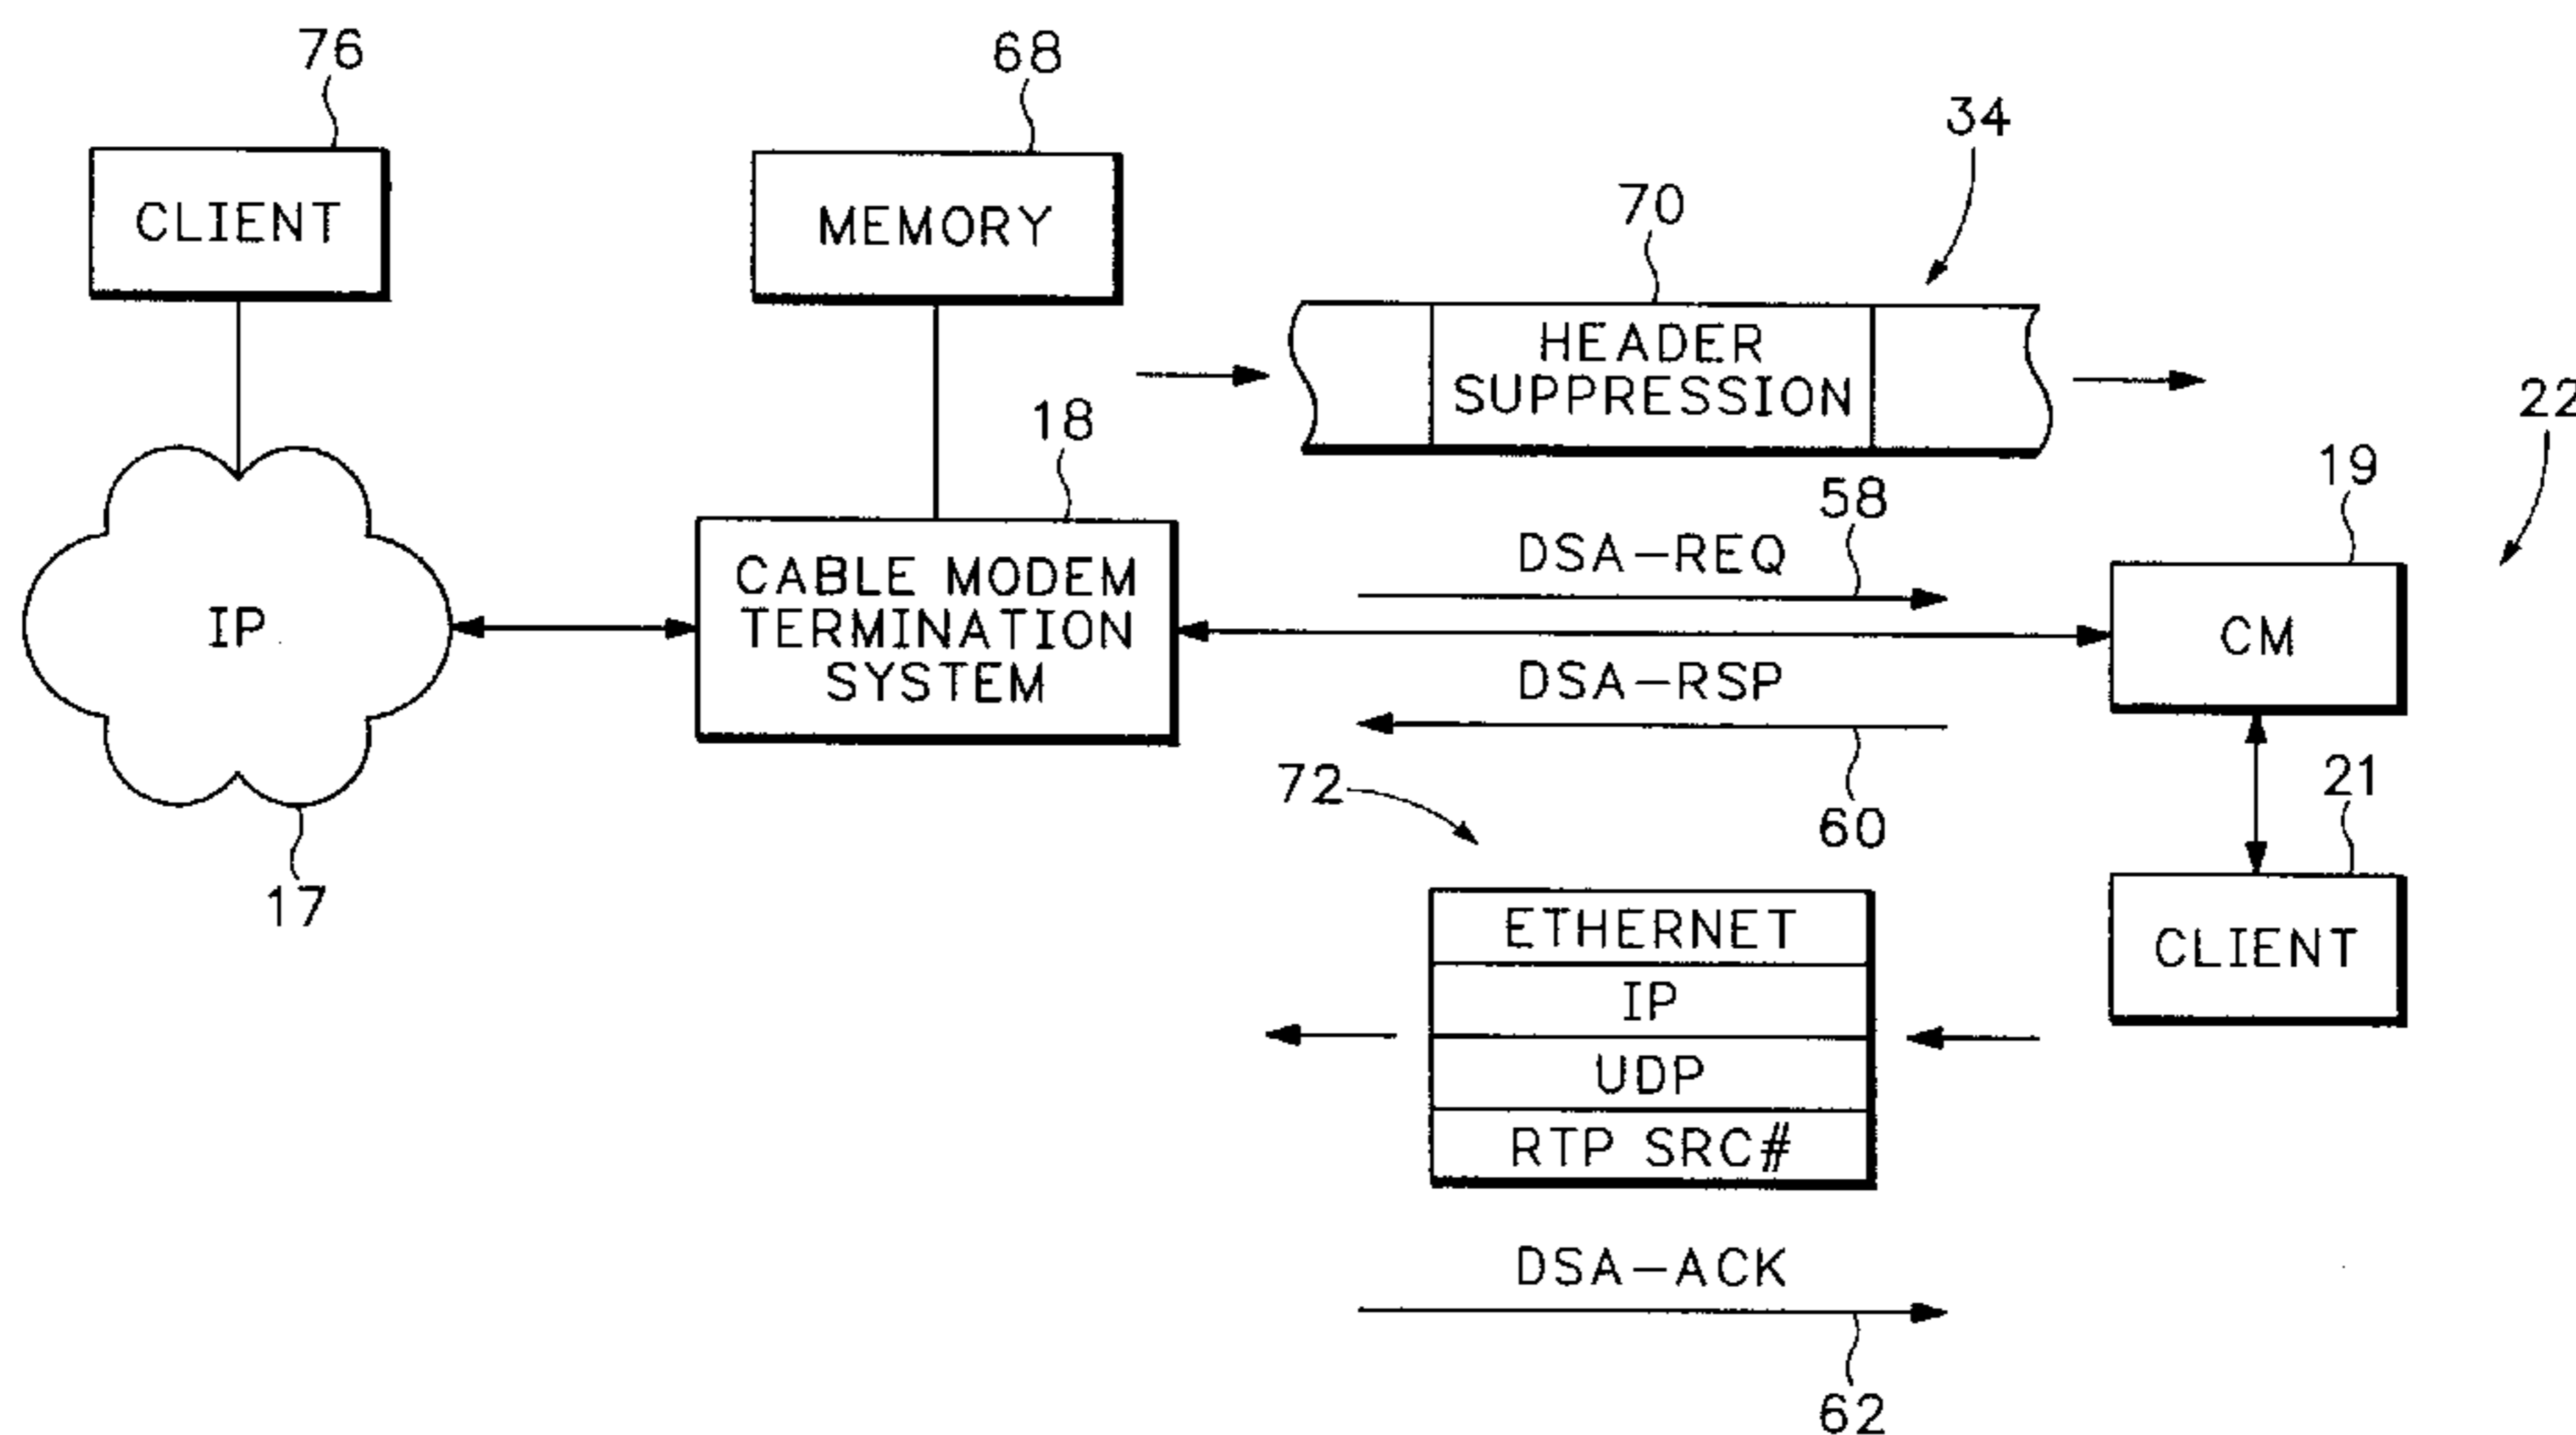 76
68
34
CLIENT
MEMORY
70
HEADER
SUPPRESSION
18
22
19
58
DSA-REQ
CABLE MODEM
TERMINATION
SYSTEM
IP
CM
DSA-RSP
72
60
21
17
ETHERNET
IP
UDP
RTP SRC#
CLIENT
DSA-ACK
62